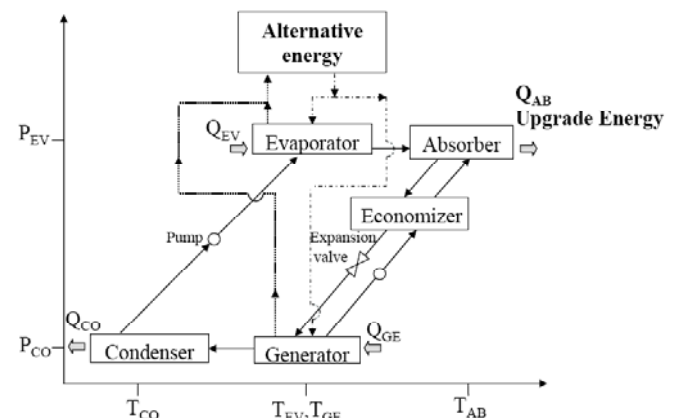 Alternative
energy
Q_AB
Upgrade Energy
P_EV
Q_EV
Evaporator
Absorber
Economizer
Pump
Expansion
valve
Q_CO
Q_GE
P_CO
Condenser
Generator
T_CO
T_EV,T_GE
T_AB